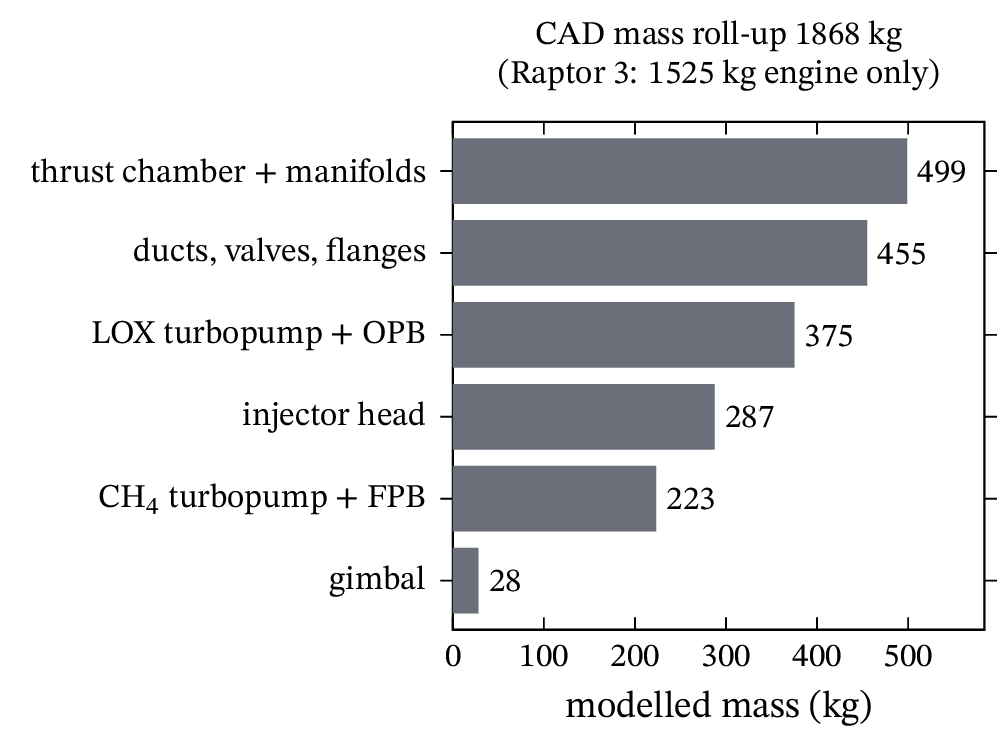 CAD mass roll-up 1868 kg
(Raptor 3: 1525 kg engine only)
thrust chamber + manifolds 499
ducts, valves, flanges 455
LOX turbopump + OPB 375
injector head 287
CH₄ turbopump + FPB 223
gimbal 28
0 100 200 300 400 500
modelled mass (kg)